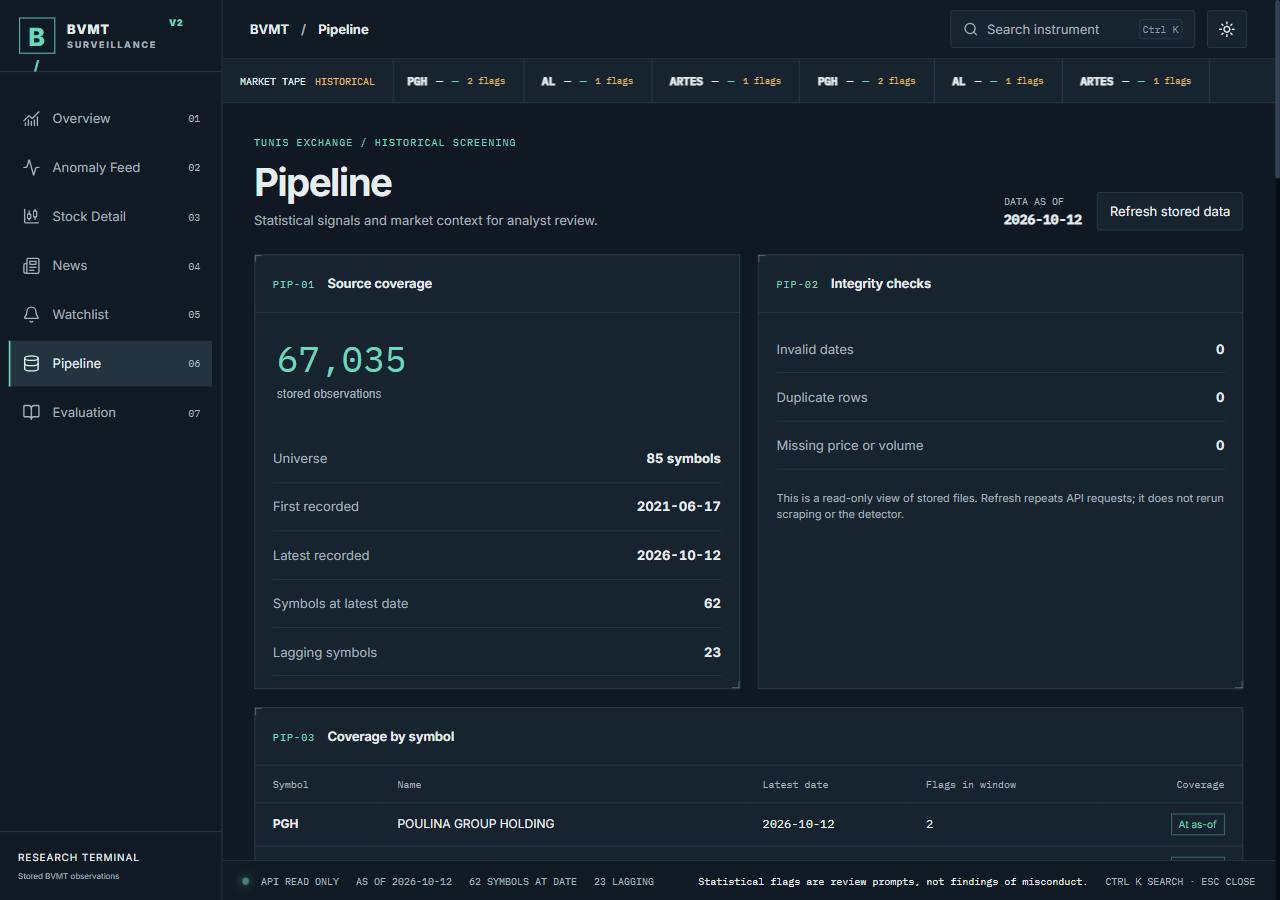 B
BVMT
V2
SURVEILLANCE
/
Overview 01
Anomaly Feed 02
Stock Detail 03
News 04
Watchlist 05
Pipeline 06
Evaluation 07
RESEARCH TERMINAL
Stored BVMT observations
BVMT / Pipeline
Search instrument Ctrl K
MARKET TAPE HISTORICAL PGH — — 2 flags AL — — 1 flags ARTES — — 1 flags PGH — — 2 flags AL — — 1 flags ARTES — — 1 flags
TUNIS EXCHANGE / HISTORICAL SCREENING
Pipeline
Statistical signals and market context for analyst review.
DATA AS OF
2026-10-12
Refresh stored data
PIP-01 Source coverage
67,035
stored observations
Universe 85 symbols
First recorded 2021-06-17
Latest recorded 2026-10-12
Symbols at latest date 62
Lagging symbols 23
PIP-02 Integrity checks
Invalid dates 0
Duplicate rows 0
Missing price or volume 0
This is a read-only view of stored files. Refresh repeats API requests; it does not rerun
scraping or the detector.
PIP-03 Coverage by symbol
Symbol Name Latest date Flags in window Coverage
PGH POULINA GROUP HOLDING 2026-10-12 2 At as-of
API READ ONLY AS OF 2026-10-12 62 SYMBOLS AT DATE 23 LAGGING Statistical flags are review prompts, not findings of misconduct. CTRL K SEARCH · ESC CLOSE